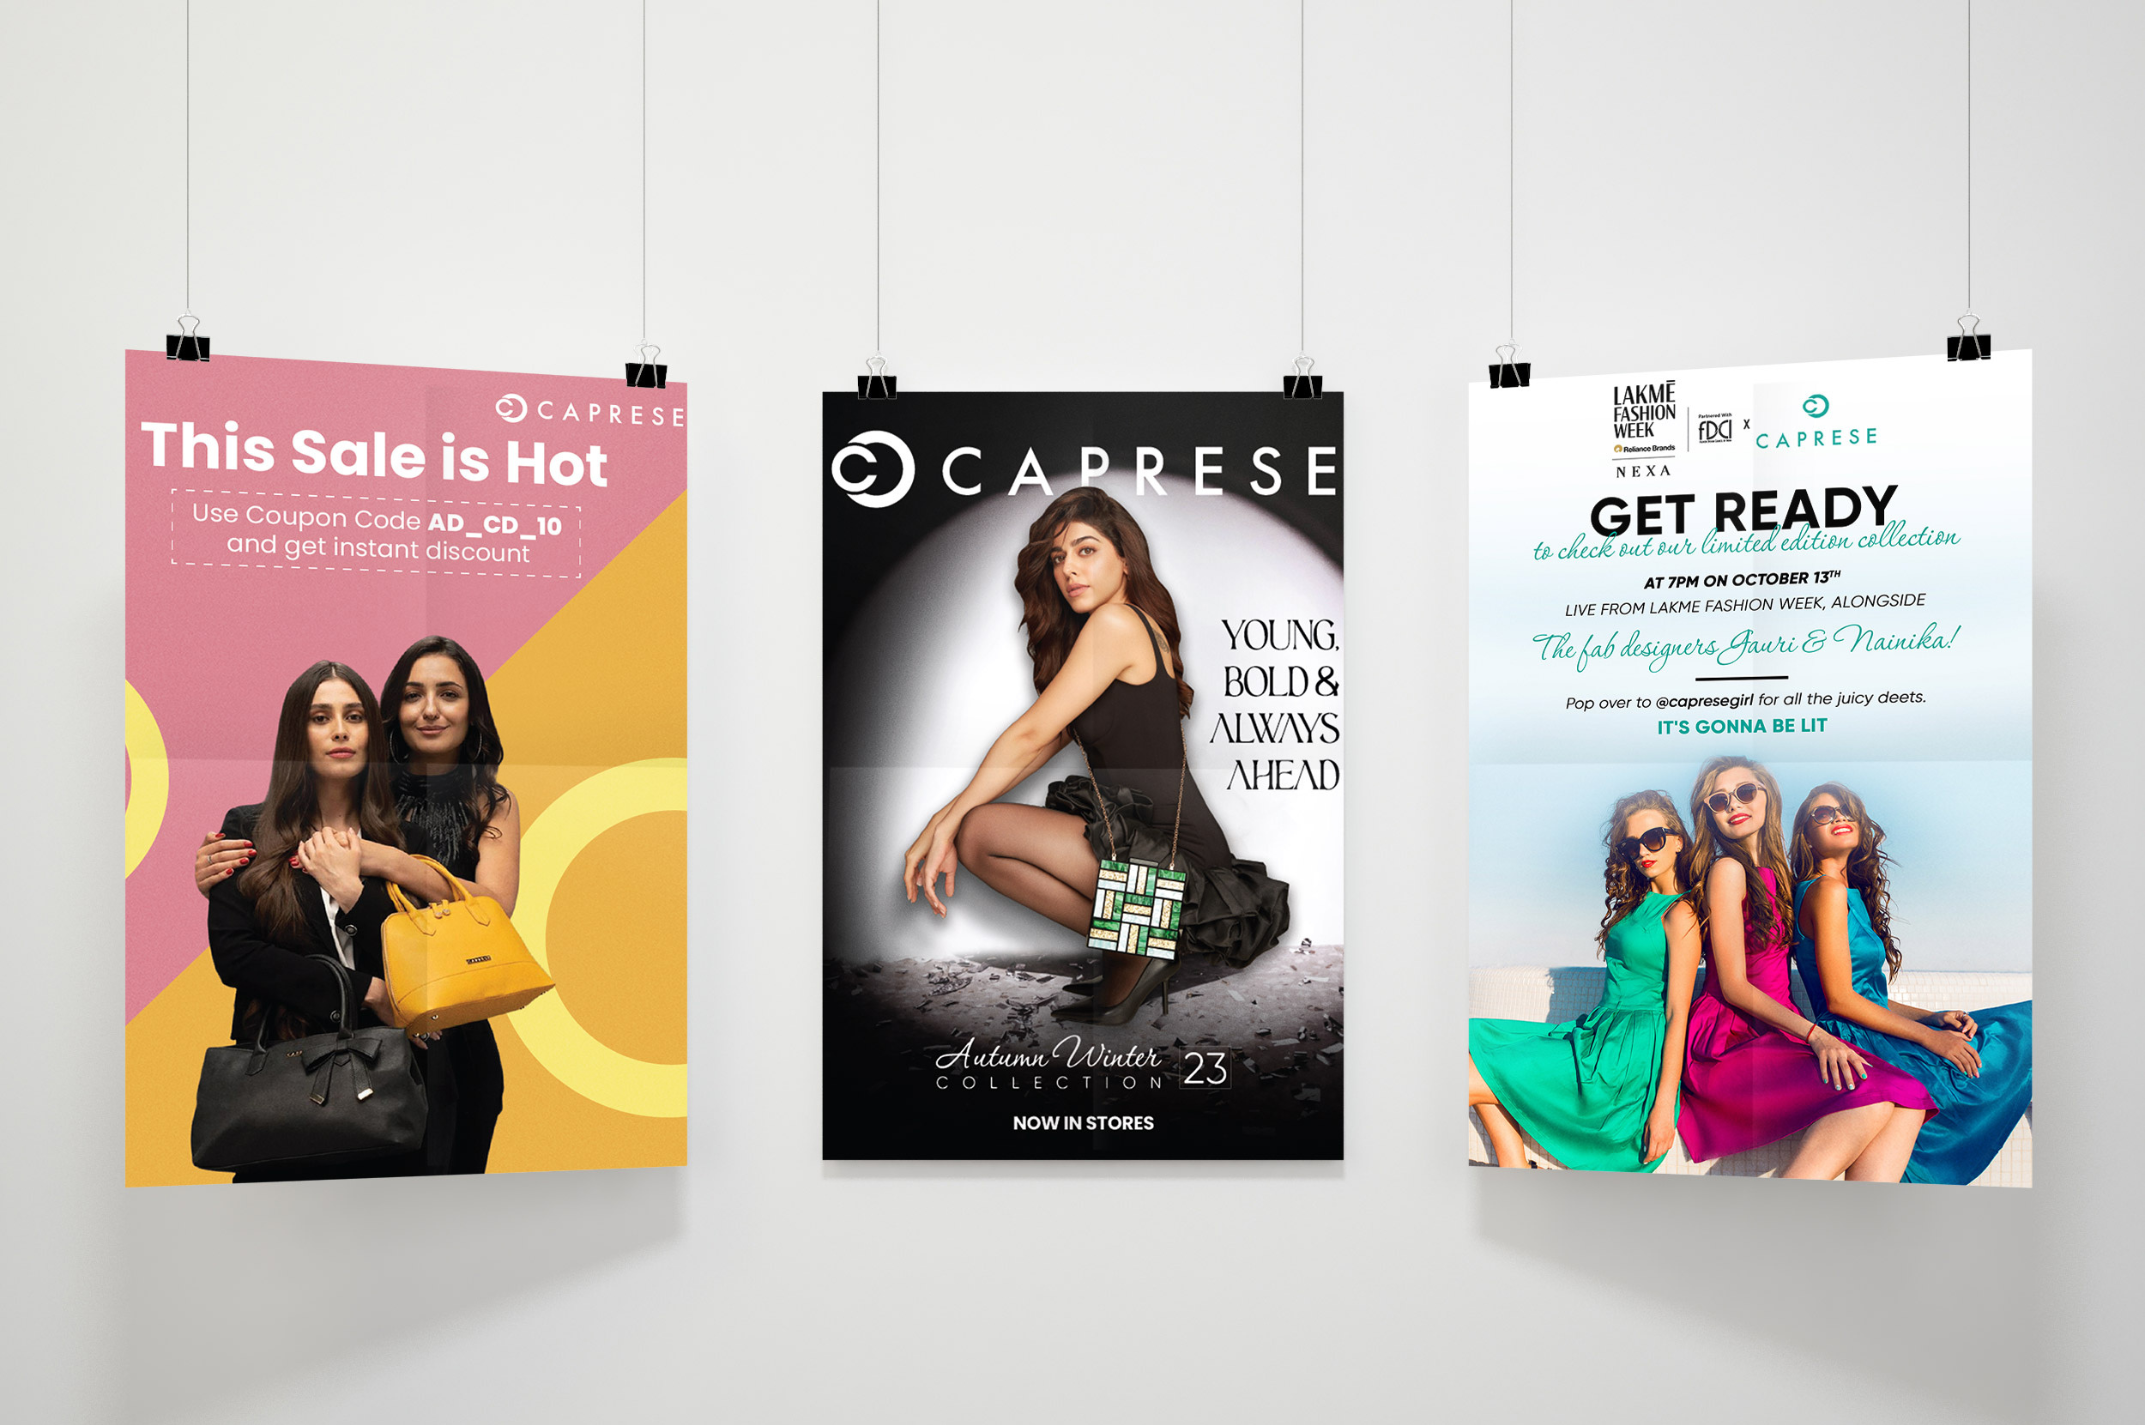 CAPRESE
This Sale is Hot
Use Coupon Code AD_CD_10
and get instant discount
CAPRESE
YOUNG,
BOLD &
ALWAYS
AHEAD
Autumn Winter
COLLECTION 23
NOW IN STORES
LAKMĒ
FASHION
WEEK
Reliance Brands
NEXA
Partnered With
FDCI
X
CAPRESE
GET READY
to check out our limited edition collection
AT 7PM ON OCTOBER 13TH
LIVE FROM LAKME FASHION WEEK, ALONGSIDE
The fab designers Gauri & Nainika!
Pop over to @capresegirl for all the juicy deets.
IT'S GONNA BE LIT